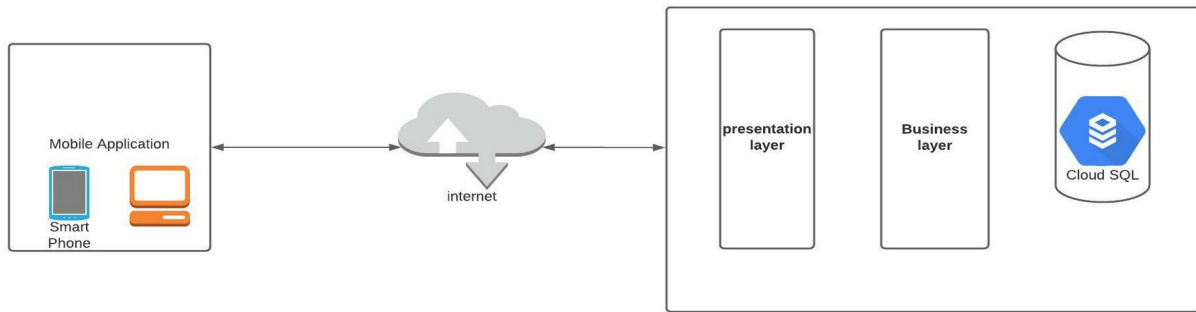 Mobile Application
Smart
Phone
internet
presentation
layer
Business
layer
Cloud SQL